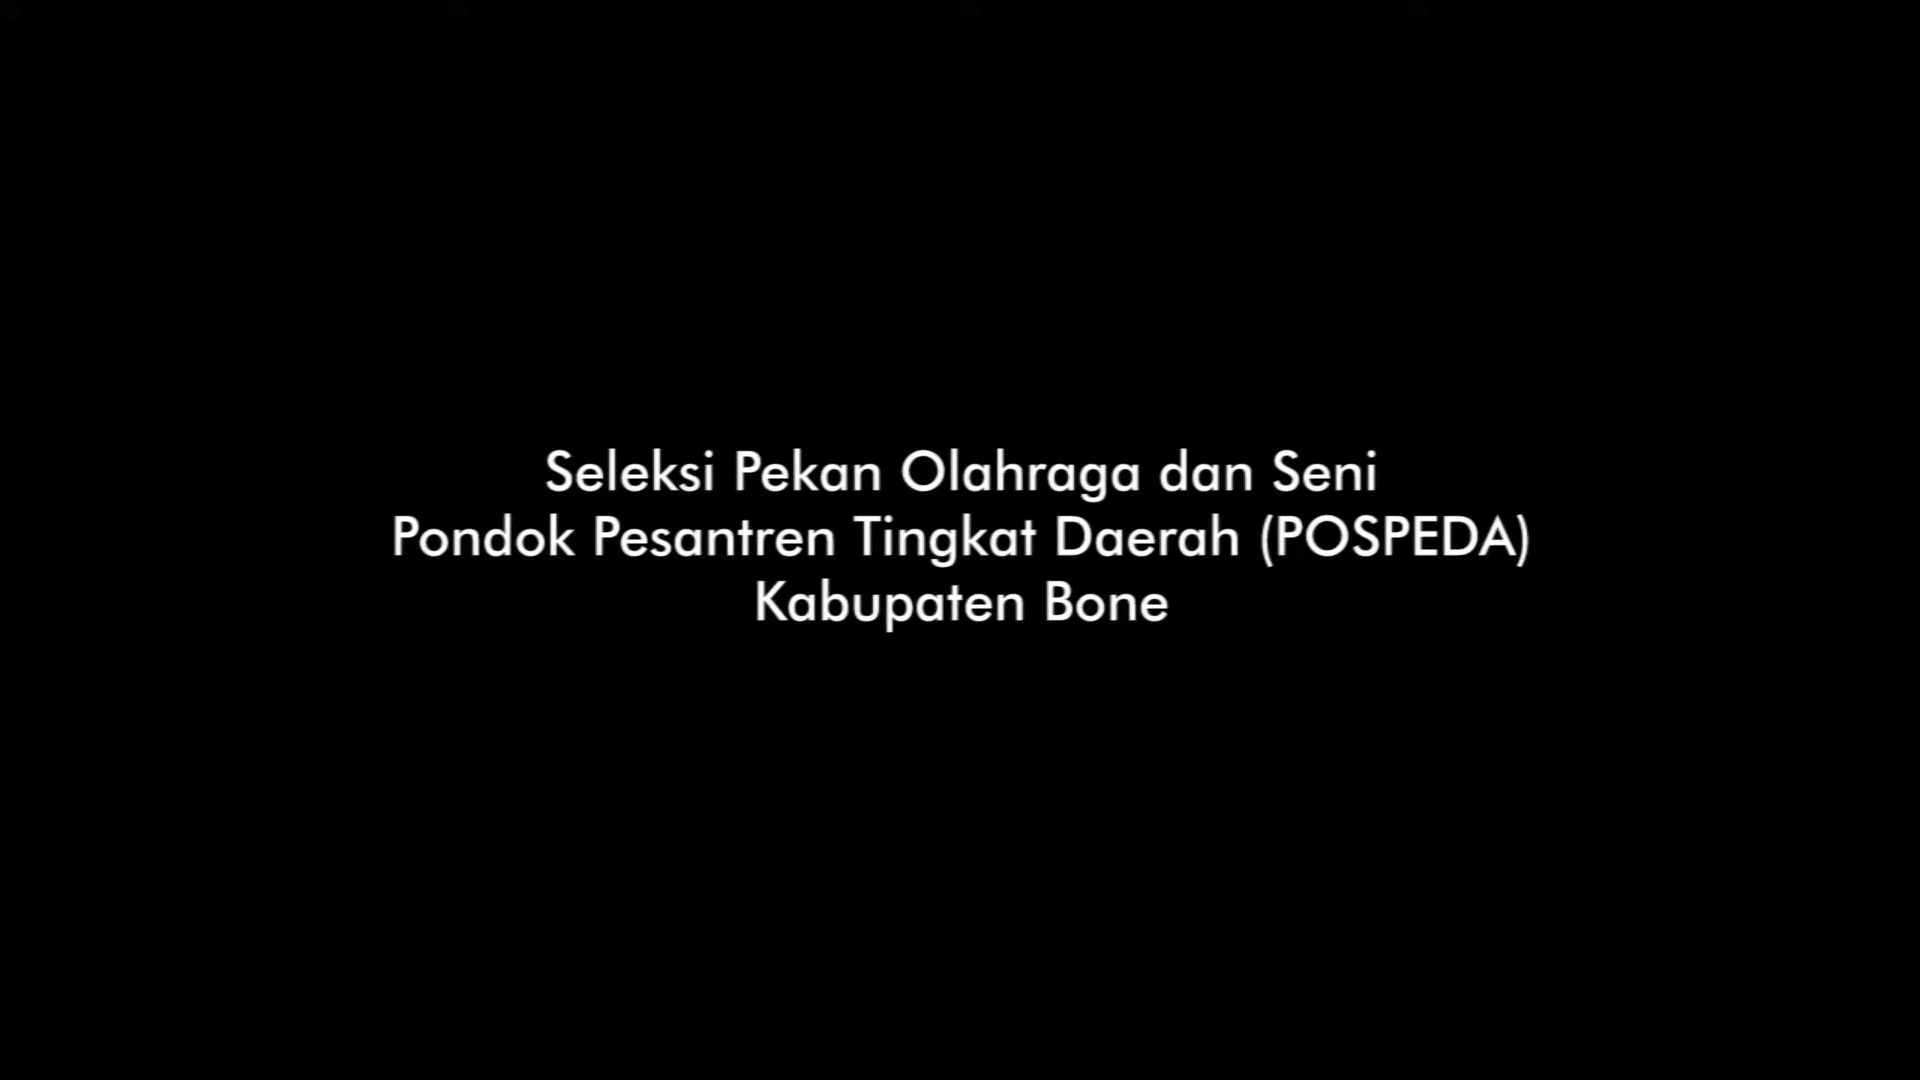 Seleksi Pekan Olahraga dan Seni
Pondok Pesantren Tingkat Daerah (POSPEDA)
Kabupaten Bone